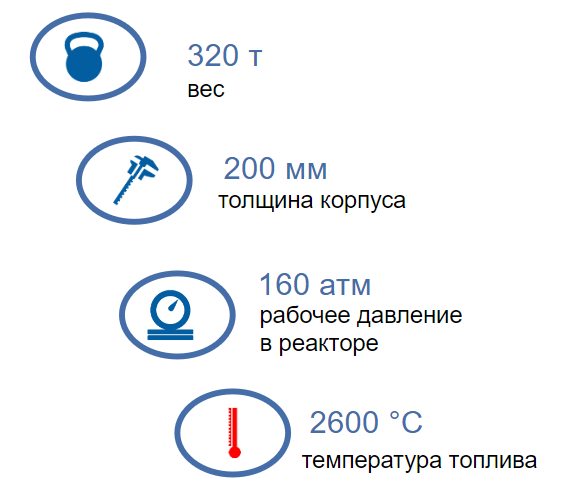 320 т
вес
200 мм
толщина корпуса
160 атм
рабочее давление
в реакторе
2600 °C
температура топлива